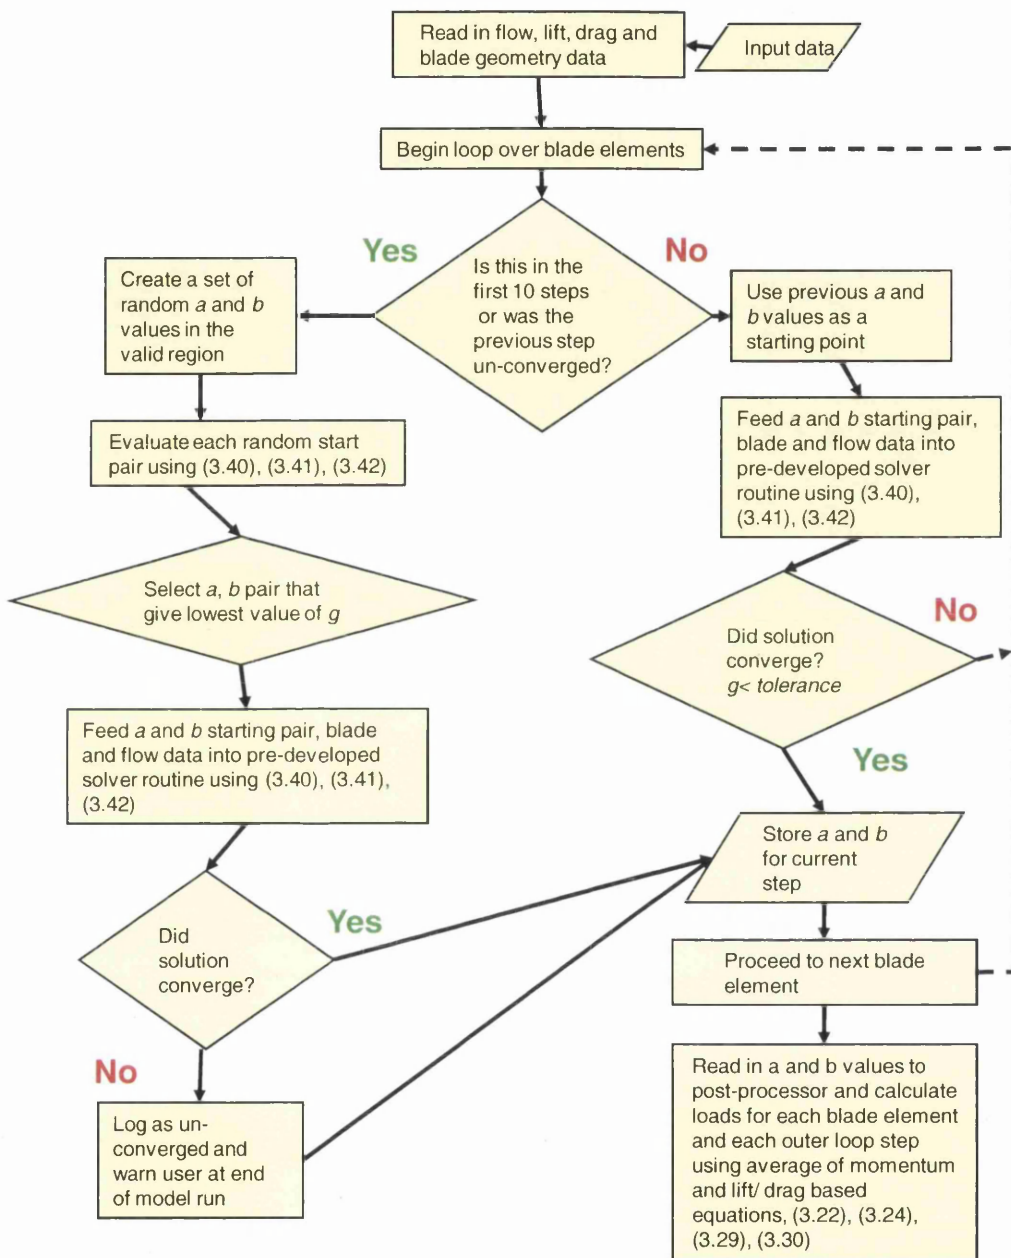 Read in flow, lift, drag and
blade geometry data
Input data
Begin loop over blade elements
Yes
No
Is this in the
first 10 steps
or was the
previous step
un-converged?
Create a set of
random a and b
values in the
valid region
Use previous a and
b values as a
starting point
Evaluate each random start
pair using (3.40), (3.41), (3.42)
Feed a and b starting pair,
blade and flow data into
pre-developed solver
routine using (3.40),
(3.41), (3.42)
Select a, b pair that
give lowest value of g
No
Did solution
converge?
g< tolerance
Feed a and b starting pair, blade
and flow data into pre-developed
solver routine using (3.40), (3.41),
(3.42)
Yes
Store a and b
for current
step
Did
solution
converge?
Yes
Proceed to next blade
element
No
Log as un-
converged and
warn user at end
of model run
Read in a and b values to
post-processor and calculate
loads for each blade element
and each outer loop step
using average of momentum
and lift/ drag based
equations, (3.22), (3.24),
(3.29), (3.30)